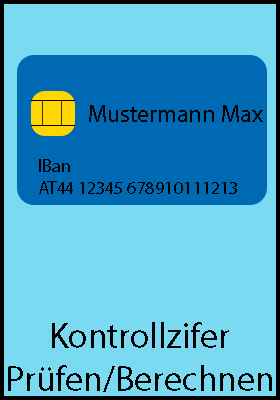 Mustermann Max
IBan
AT44 12345 678910111213
Kontrollzifer
Prüfen/Berechnen